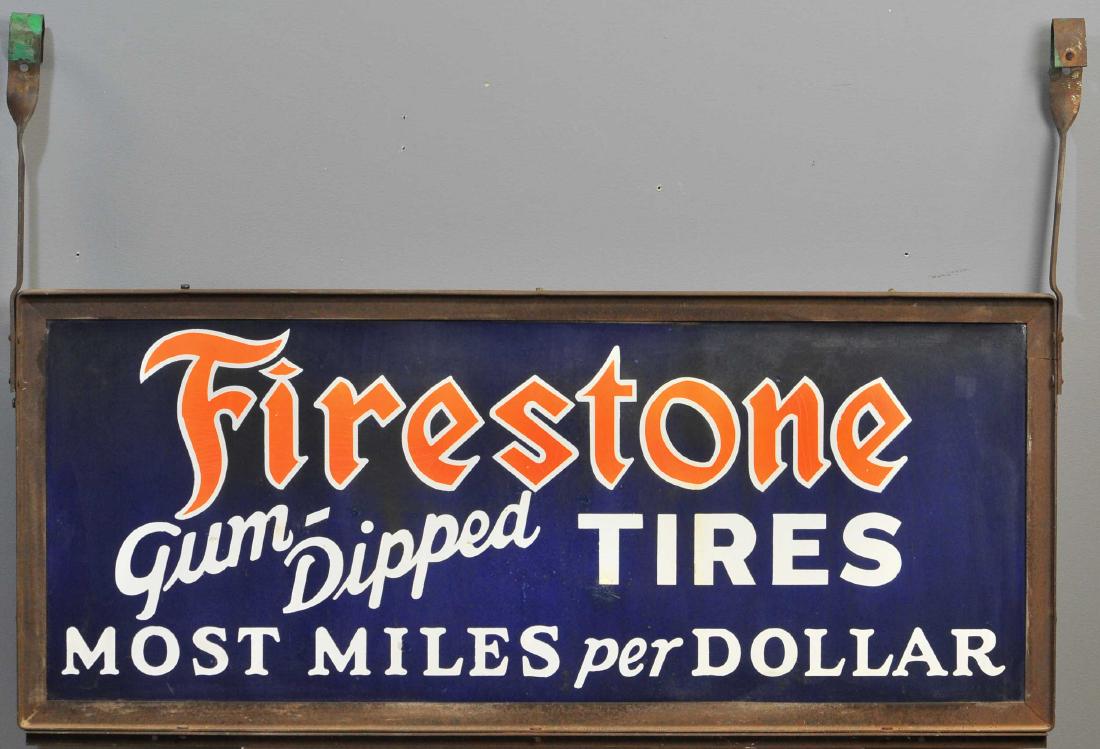 Firestone
Gum-Dipped TIRES
MOST MILES per DOLLAR